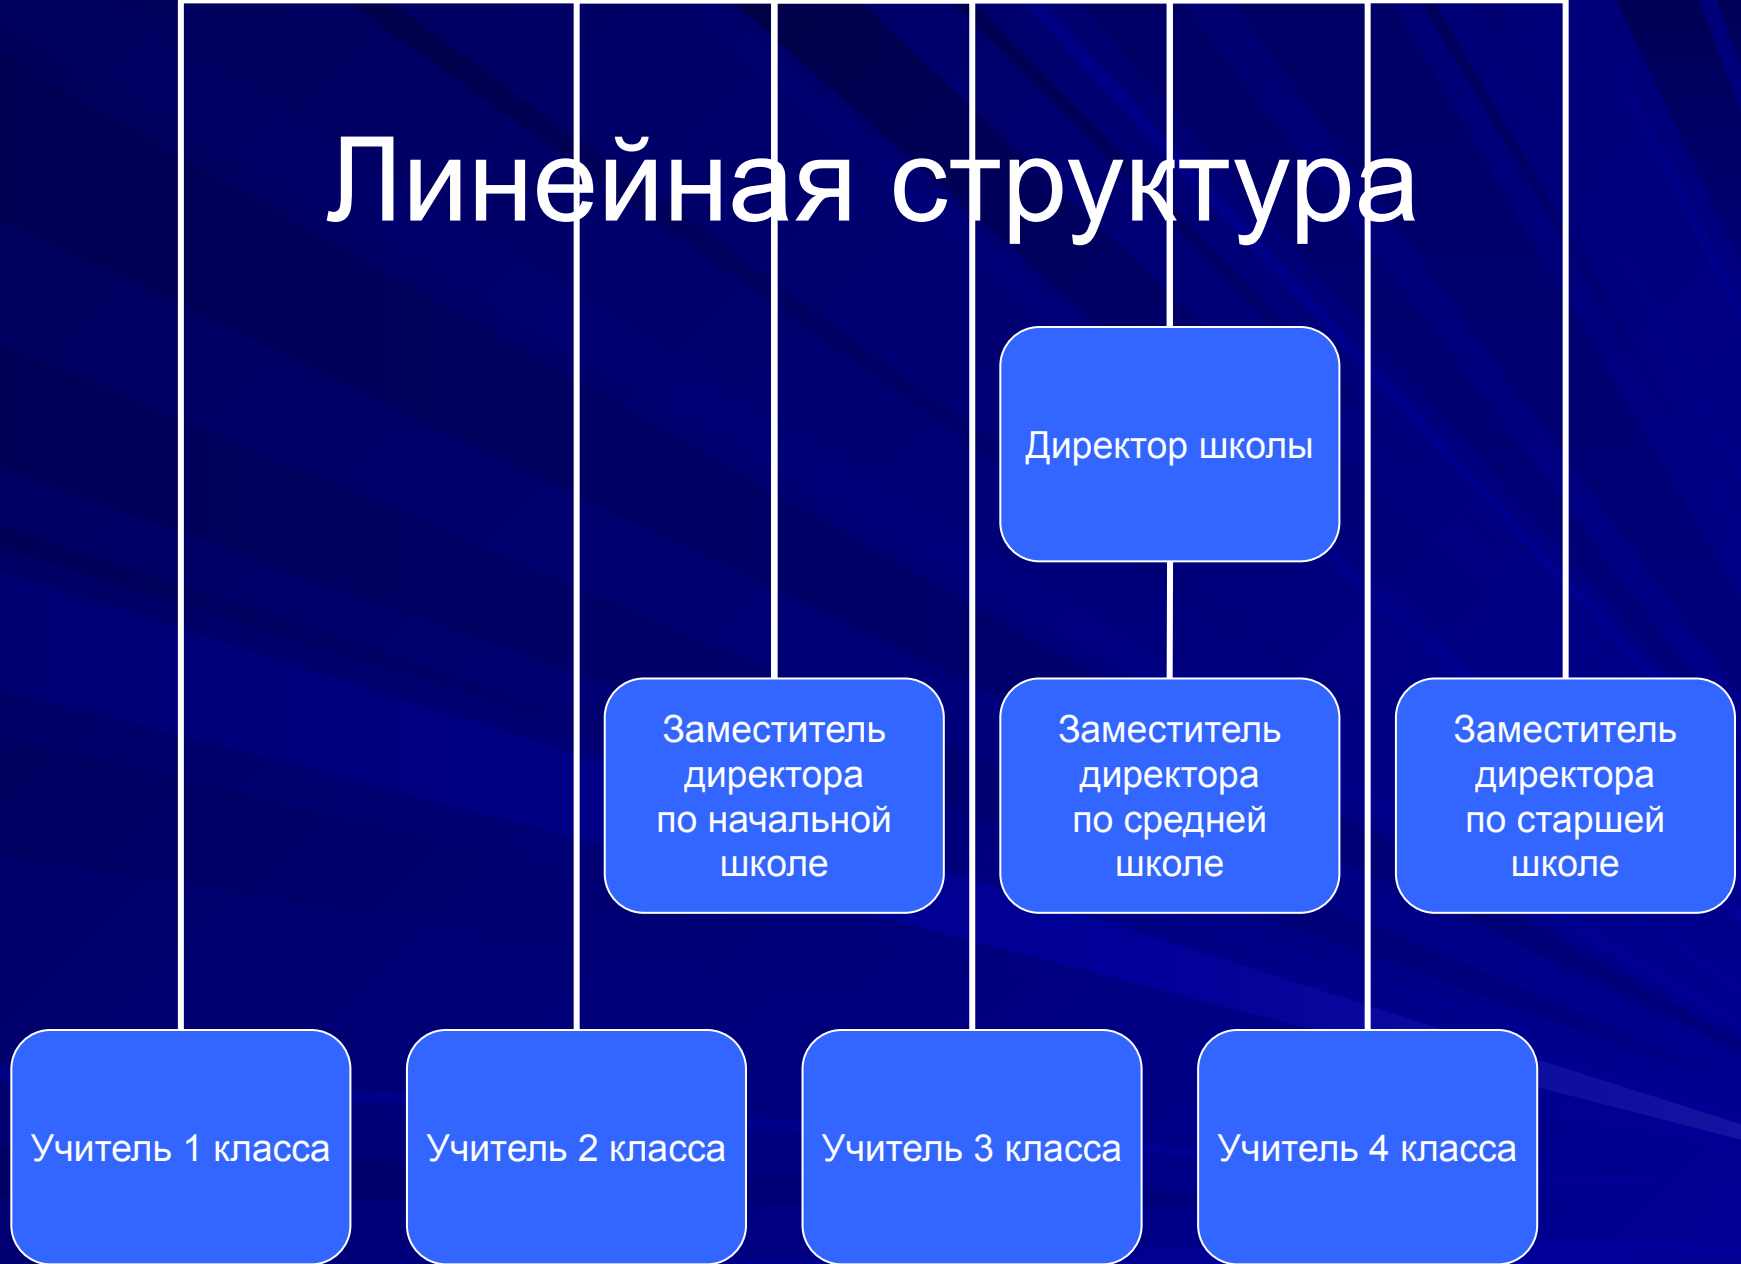 Линейная структура
Директор школы
Заместитель
директора
по начальной
школе
Заместитель
директора
по средней
школе
Заместитель
директора
по старшей
школе
Учитель 1 класса
Учитель 2 класса
Учитель 3 класса
Учитель 4 класса